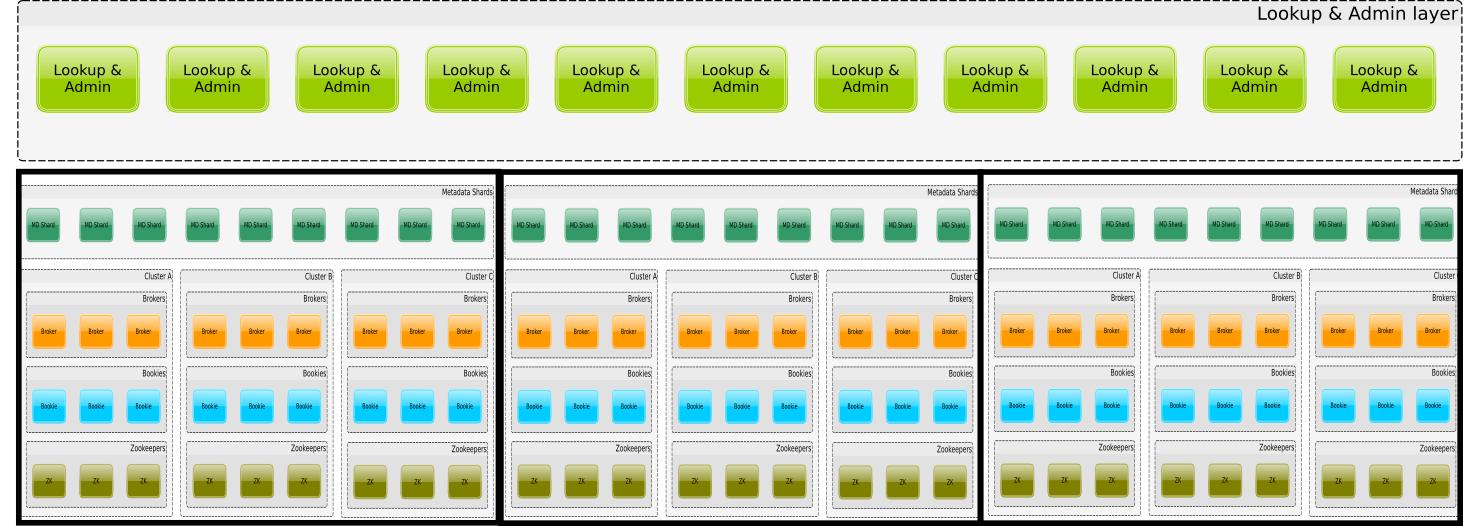 Lookup & Admin layer
Lookup & Lookup & Lookup & Lookup & Lookup & Lookup & Lookup & Lookup & Lookup & Lookup & Lookup &
Admin Admin Admin Admin Admin Admin Admin Admin Admin Admin Admin
Metadata Shards Metadata Shards Metadata Shard
MD Shard MD Shard MD Shard MD Shard MD Shard MD Shard MD Shard MD Shard MD Shard MD Shard MD Shard MD Shard MD Shard MD Shard MD Shard MD Shard MD Shard MD Shard MD Shard MD Shard MD Shard MD Shard MD Shard MD Shard MD Shard MD Shard MD Shard
Cluster A Cluster B Cluster C Cluster A Cluster B Cluster C Cluster A Cluster B Cluster
Brokers Brokers Brokers Brokers Brokers Brokers Brokers Brokers Brokers
Broker Broker Broker Broker Broker Broker Broker Broker Broker Broker Broker Broker Broker Broker Broker Broker Broker Broker Broker Broker Broker Broker Broker Broker Broker Broker Broker
Bookies Bookies Bookies Bookies Bookies Bookies Bookies Bookies Bookies
Bookie Bookie Bookie Bookie Bookie Bookie Bookie Bookie Bookie Bookie Bookie Bookie Bookie Bookie Bookie Bookie Bookie Bookie Bookie Bookie Bookie Bookie Bookie Bookie Bookie Bookie Bookie
Zookeepers Zookeepers Zookeepers Zookeepers Zookeepers Zookeepers Zookeepers Zookeepers Zookeepers
ZK ZK ZK ZK ZK ZK ZK ZK ZK ZK ZK ZK ZK ZK ZK ZK ZK ZK ZK ZK ZK ZK ZK ZK ZK ZK ZK